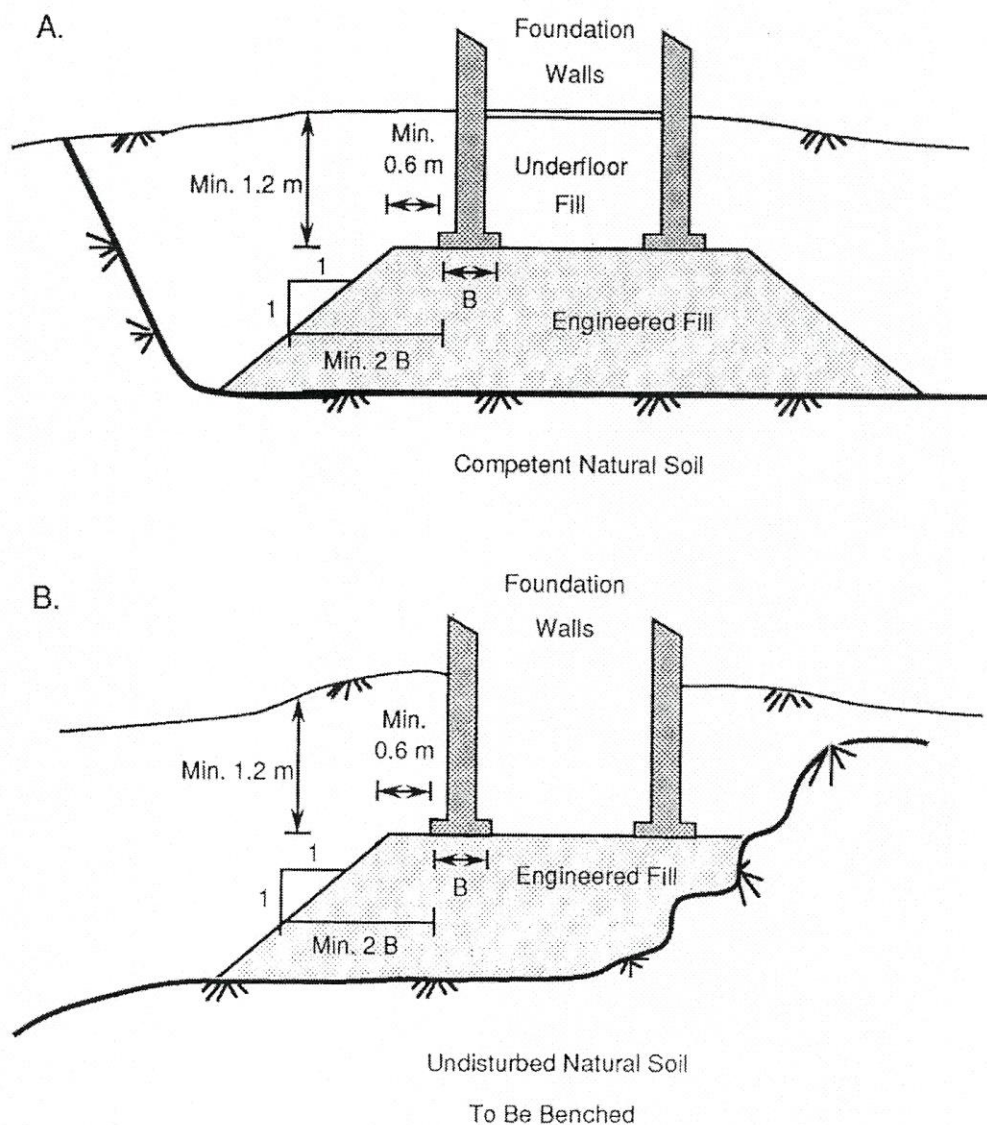 A.
Foundation
Walls
Min.
0.6 m
Min. 1.2 m
Underfloor
Fill
1
1
B
Min. 2 B
Engineered Fill
Competent Natural Soil
B.
Foundation
Walls
Min.
0.6 m
Min. 1.2 m
1
1
B
Min. 2 B
Engineered Fill
Undisturbed Natural Soil
To Be Benched